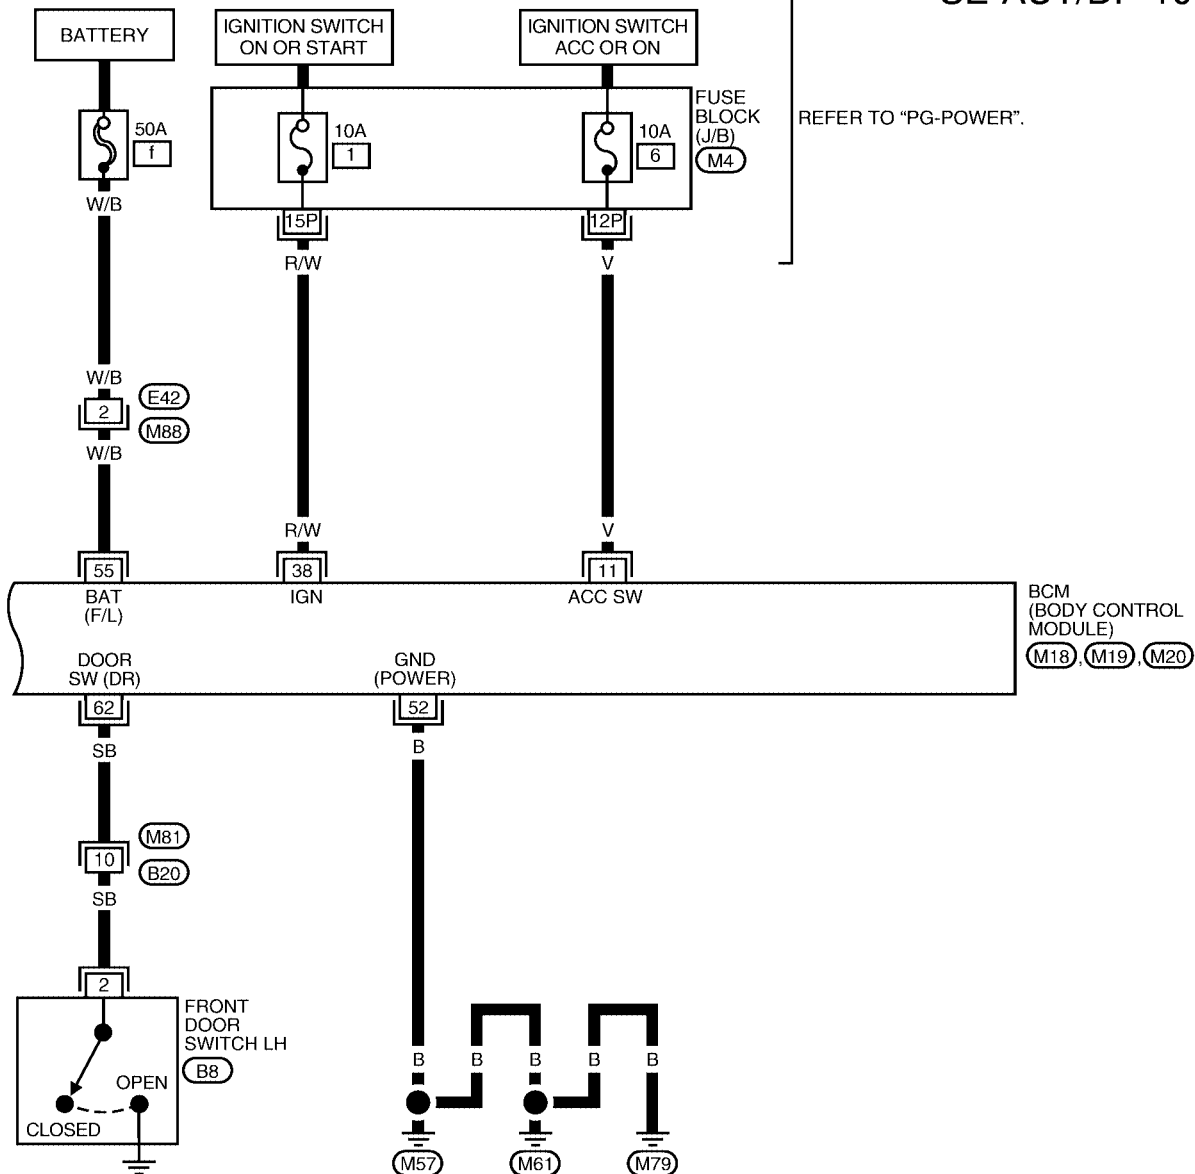 BATTERY
IGNITION SWITCH
ON OR START
IGNITION SWITCH
ACC OR ON
50A
f
10A
1
10A
6
FUSE
BLOCK
(J/B)
M4
REFER TO “PG-POWER”.
W/B
15P
12P
R/W
V
W/B
2
E42
M88
W/B
R/W
V
55
38
11
BAT
(F/L)
IGN
ACC SW
BCM
(BODY CONTROL
MODULE)
M18, M19, M20
DOOR
SW (DR)
GND
(POWER)
62
52
SB
B
M81
10
B20
SB
2
FRONT
DOOR
SWITCH LH
B8
OPEN
CLOSED
B B B B B
M57 M61 M79